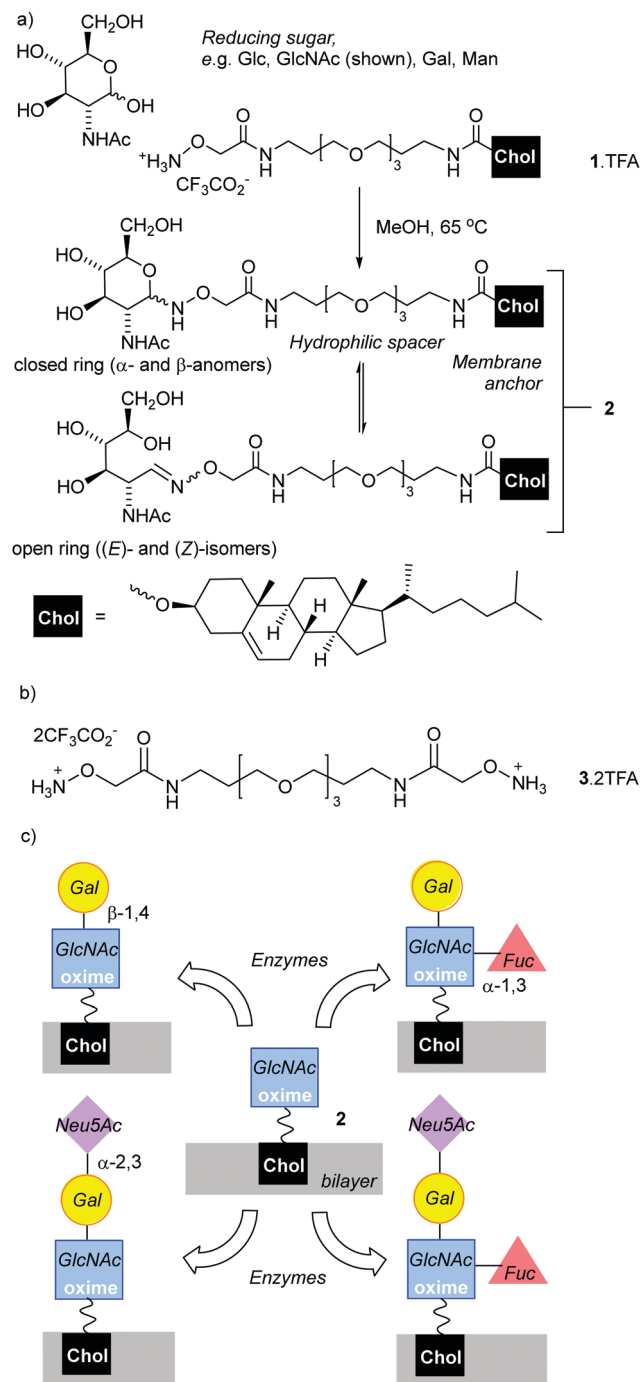 a)
CH2OH
HO
O
HO
OH
NHAc
Reducing sugar,
e.g. Glc, GlcNAc (shown), Gal, Man
+H3N
O
O
N
H
O
3
N
H
O
Chol
1.TFA
CF3CO2-
MeOH, 65 °C
CH2OH
HO
O
HO
N
H
O
O
N
H
O
3
N
H
O
Chol
NHAc
Hydrophilic spacer
closed ring (α- and β-anomers)
Membrane
anchor
2
CH2OH
HO
OH
HO
N
O
O
N
H
O
3
N
H
O
Chol
NHAc
open ring ((E)- and (Z)-isomers)
Chol =
O
H
H
H
b)
2CF3CO2-
H3N+
O
O
N
H
O
3
N
H
O
O
NH3+
3.2TFA
c)
Gal
β-1,4
GlcNAc
oxime
Chol
Enzymes
Gal
GlcNAc
oxime
Fuc
α-1,3
Chol
GlcNAc
oxime
2
Chol
bilayer
Neu5Ac
α-2,3
Gal
GlcNAc
oxime
Chol
Enzymes
Neu5Ac
Gal
GlcNAc
oxime
Fuc
Chol